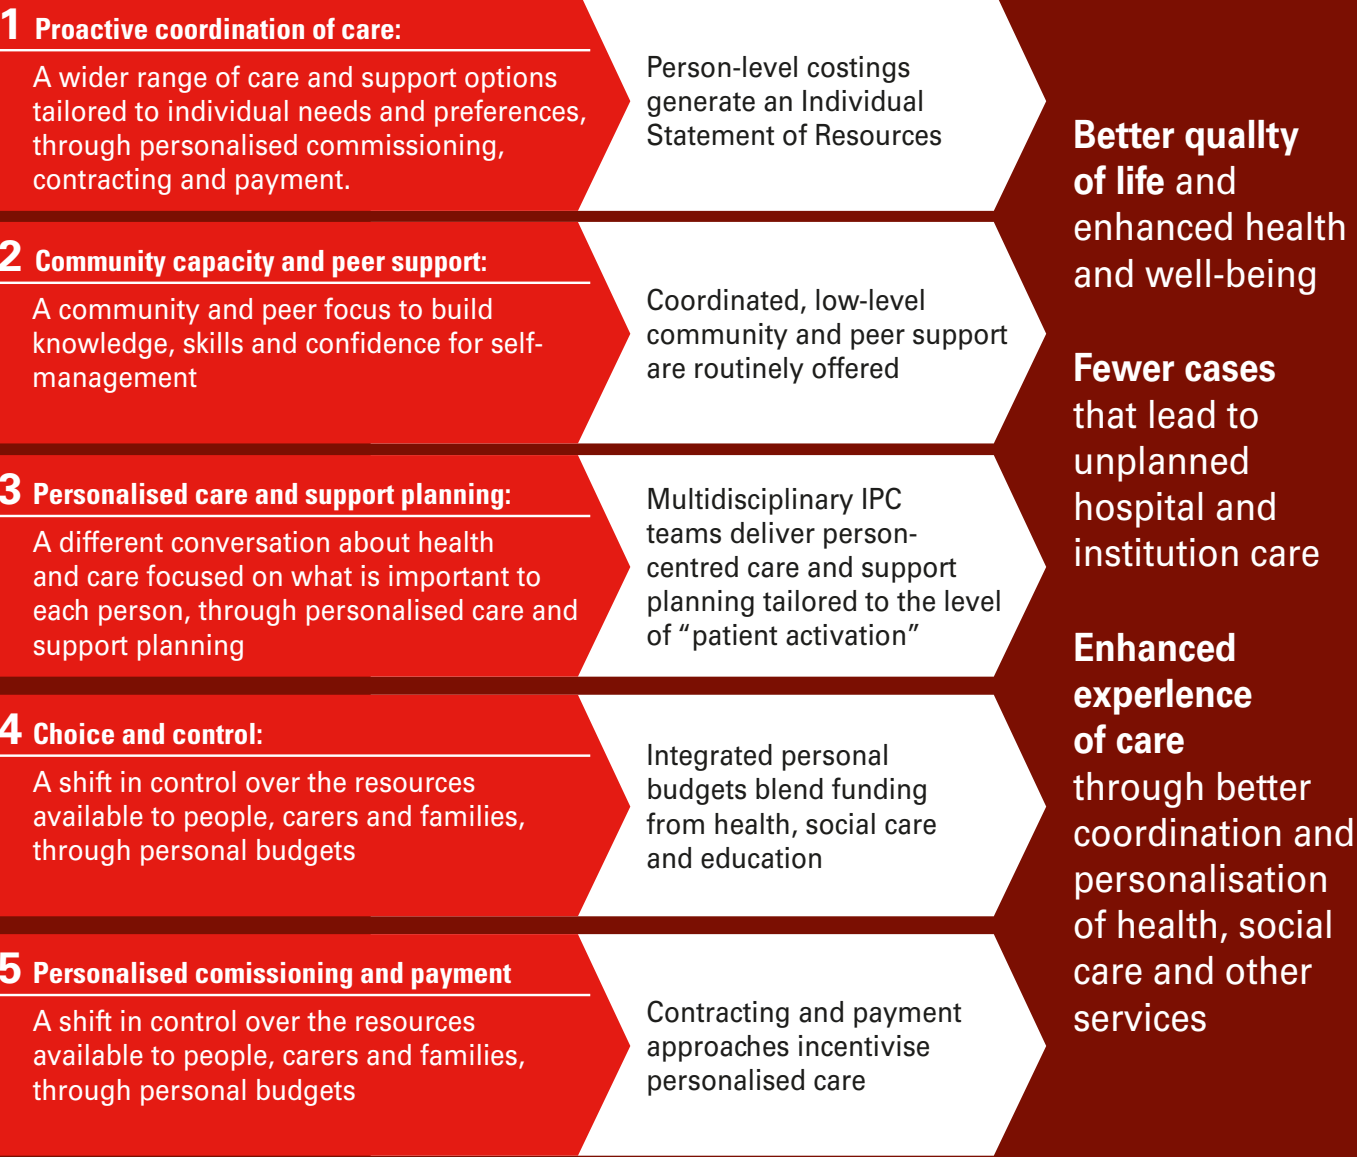 1 Proactive coordination of care:
A wider range of care and support options
tailored to individual needs and preferences,
through personalised commissioning,
contracting and payment.
Person-level costings
generate an Individual
Statement of Resources
2 Community capacity and peer support:
A community and peer focus to build
knowledge, skills and confidence for self-
management
Coordinated, low-level
community and peer support
are routinely offered
3 Personalised care and support planning:
A different conversation about health
and care focused on what is important to
each person, through personalised care and
support planning
Multidisciplinary IPC
teams deliver person-
centred care and support
planning tailored to the level
of “patient activation”
4 Choice and control:
A shift in control over the resources
available to people, carers and families,
through personal budgets
Integrated personal
budgets blend funding
from health, social care
and education
5 Personalised comissioning and payment
A shift in control over the resources
available to people, carers and families,
through personal budgets
Contracting and payment
approaches incentivise
personalised care
Better quallty
of life and
enhanced health
and well-being
Fewer cases
that lead to
unplanned
hospital and
institution care
Enhanced
experlence
of care
through better
coordination and
personalisation
of health, social
care and other
services